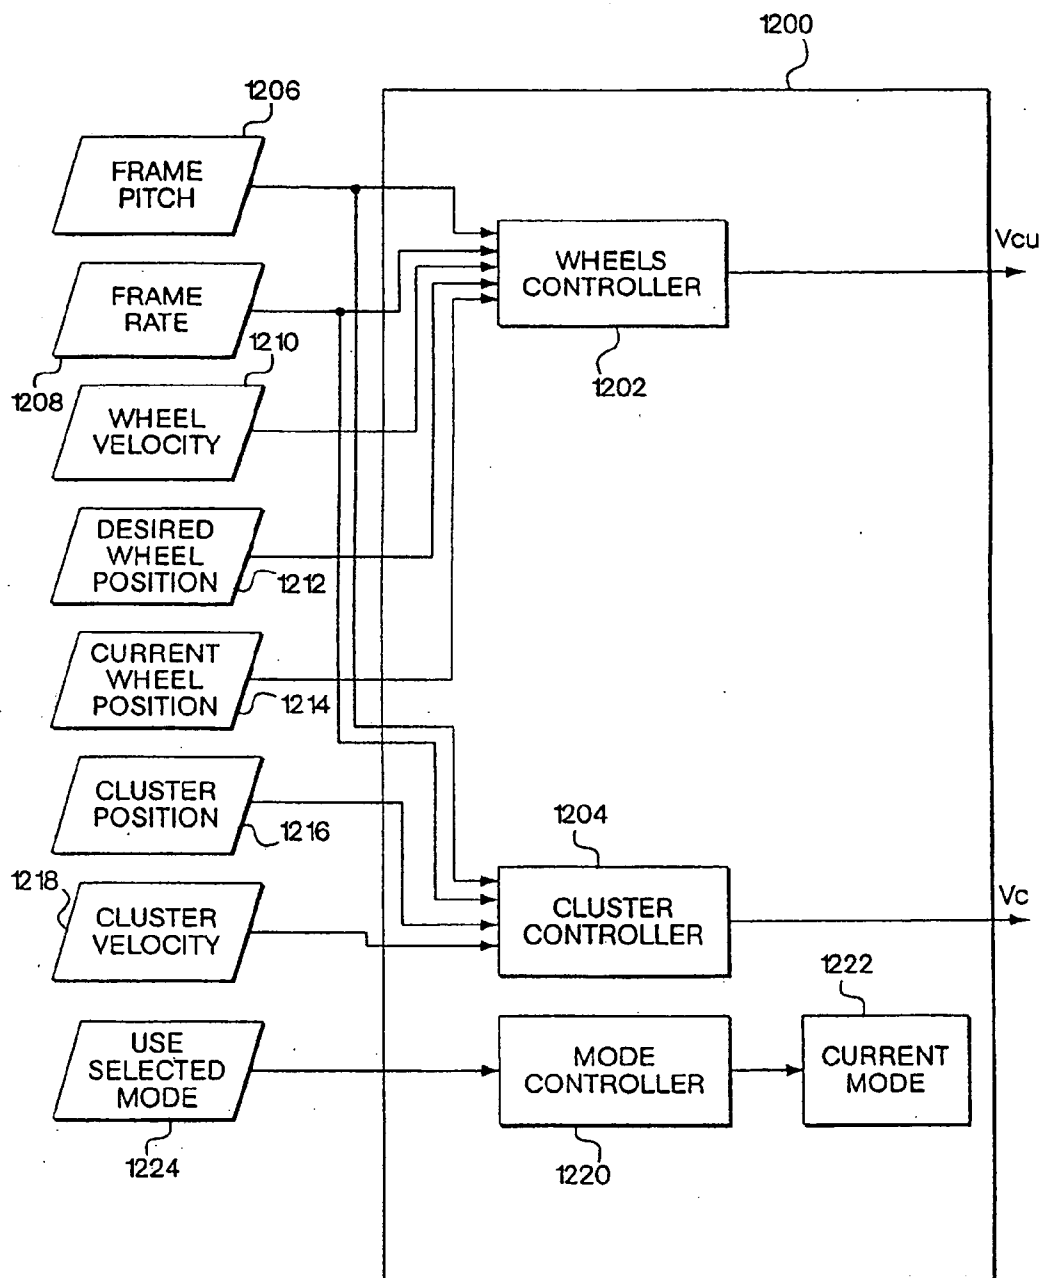 1200
1206
FRAME
PITCH
Vcu
WHEELS
CONTROLLER
FRAME
RATE
1210
1202
1208
WHEEL
VELOCITY
DESIRED
WHEEL
POSITION
1212
CURRENT
WHEEL
POSITION
1214
CLUSTER
POSITION
1216
1204
1218
Vc
CLUSTER
VELOCITY
CLUSTER
CONTROLLER
1222
USE
SELECTED
MODE
MODE
CONTROLLER
CURRENT
MODE
1224
1220